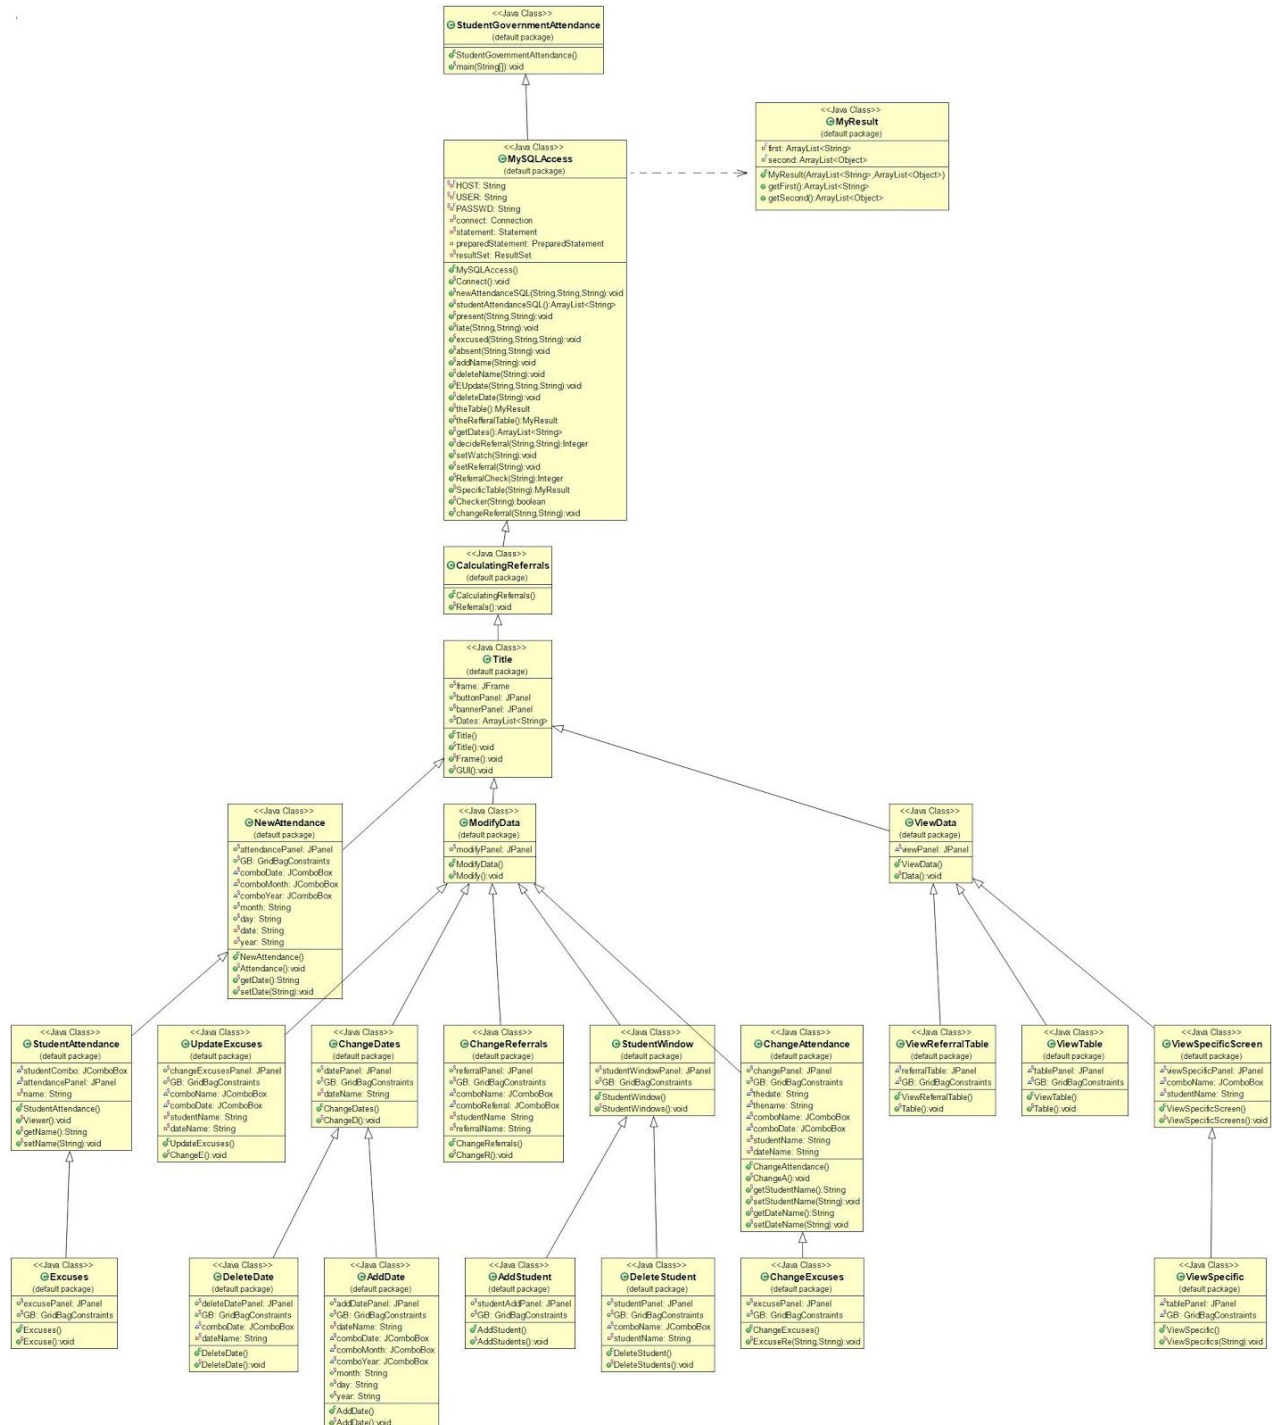 <<Java Class>>
StudentGovernmentAttendance
(default package)
StudentGovernmentAttendance()
main(String[]):void
<<Java Class>>
MyResult
(default package)
first: ArrayList<String>
second: ArrayList<Object>
MyResult(ArrayList<String>,ArrayList<Object>)
getFirst():ArrayList<String>
getSecond():ArrayList<Object>
<<Java Class>>
MySQLAccess
(default package)
HOST: String
USER: String
PASSWD: String
connect: Connection
statement: Statement
preparedStatement: PreparedStatement
resultSet: ResultSet
MySQLAccess()
Connect():void
newAttendanceSQL(String,String,String):void
studentAttendanceSQL():ArrayList<String>
present(String,String):void
late(String,String):void
excused(String,String,String):void
absent(String,String):void
addName(String):void
deleteName(String):void
EUpdate(String,String,String):void
deleteDate(String):void
theTable():MyResult
theRefferalTable():MyResult
getDates():ArrayList<String>
decideReferral(String,String):Integer
setWatch(String):void
setReferral(String):void
ReferralCheck(String):Integer
SpecificTable(String):MyResult
Checker(String):boolean
changeReferral(String,String):void
<<Java Class>>
CalculatingReferrals
(default package)
CalculatingReferrals()
Referrals():void
<<Java Class>>
Title
(default package)
frame: JFrame
buttonPanel: JPanel
bannerPanel: JPanel
Dates: ArrayList<String>
Title()
Title():void
Frame():void
GUI():void
<<Java Class>>
NewAttendance
(default package)
attendancePanel: JPanel
GB: GridBagConstraints
comboDate: JComboBox
comboMonth: JComboBox
comboYear: JComboBox
month: String
day: String
date: String
year: String
NewAttendance()
Attendance():void
getDate():String
setDate(String):void
<<Java Class>>
ModifyData
(default package)
modifyPanel: JPanel
ModifyData()
Modify():void
<<Java Class>>
ViewData
(default package)
viewPanel: JPanel
ViewData()
Data():void
<<Java Class>>
StudentAttendance
(default package)
studentCombo: JComboBox
attendancePanel: JPanel
name: String
StudentAttendance()
Viewer():void
getName():String
setName(String):void
<<Java Class>>
UpdateExcuses
(default package)
changeExcusesPanel: JPanel
GB: GridBagConstraints
comboName: JComboBox
comboDate: JComboBox
studentName: String
dateName: String
UpdateExcuses()
ChangeE():void
<<Java Class>>
ChangeDates
(default package)
datePanel: JPanel
GB: GridBagConstraints
dateName: String
ChangeDates()
ChangeD():void
<<Java Class>>
ChangeReferrals
(default package)
referralPanel: JPanel
GB: GridBagConstraints
comboName: JComboBox
comboReferral: JComboBox
studentName: String
referralName: String
ChangeReferrals()
ChangeR():void
<<Java Class>>
StudentWindow
(default package)
studentWindowPanel: JPanel
GB: GridBagConstraints
StudentWindow()
StudentWindows():void
<<Java Class>>
ChangeAttendance
(default package)
changePanel: JPanel
GB: GridBagConstraints
thedate: String
thename: String
comboName: JComboBox
comboDate: JComboBox
studentName: String
dateName: String
ChangeAttendance()
ChangeA():void
getStudentName():String
setStudentName(String):void
getDateName():String
setDateName(String):void
<<Java Class>>
ViewReferralTable
(default package)
referralTable: JPanel
GB: GridBagConstraints
ViewReferralTable()
Table():void
<<Java Class>>
ViewTable
(default package)
tablePanel: JPanel
GB: GridBagConstraints
ViewTable()
Table():void
<<Java Class>>
ViewSpecificScreen
(default package)
viewSpecificPanel: JPanel
comboName: JComboBox
studentName: String
ViewSpecificScreen()
ViewSpecificScreens():void
<<Java Class>>
Excuses
(default package)
excusePanel: JPanel
GB: GridBagConstraints
Excuses()
Excuse():void
<<Java Class>>
DeleteDate
(default package)
deleteDatePanel: JPanel
GB: GridBagConstraints
comboDate: JComboBox
dateName: String
DeleteDate()
DeleteDate():void
<<Java Class>>
AddDate
(default package)
addDatePanel: JPanel
GB: GridBagConstraints
dateName: String
comboDate: JComboBox
comboMonth: JComboBox
comboYear: JComboBox
month: String
day: String
year: String
AddDate()
AddDate():void
<<Java Class>>
AddStudent
(default package)
studentAddPanel: JPanel
GB: GridBagConstraints
AddStudent()
AddStudents():void
<<Java Class>>
DeleteStudent
(default package)
studentPanel: JPanel
GB: GridBagConstraints
comboName: JComboBox
studentName: String
DeleteStudent()
DeleteStudents():void
<<Java Class>>
ChangeExcuses
(default package)
excusePanel: JPanel
GB: GridBagConstraints
ChangeExcuses()
ExcuseRe(String,String):void
<<Java Class>>
ViewSpecific
(default package)
tablePanel: JPanel
GB: GridBagConstraints
ViewSpecific()
ViewSpecifics(String):void